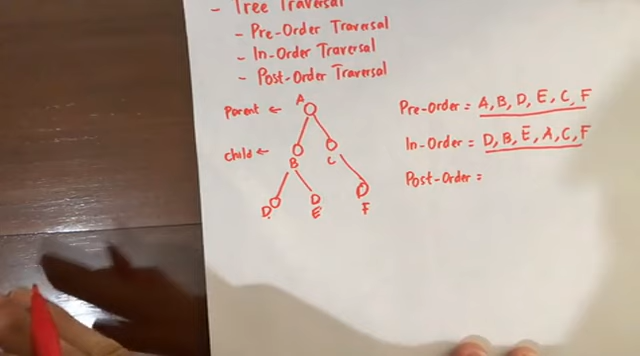 - Tree Traversal
- Pre-Order Traversal
- In-Order Traversal
- Post-Order Traversal
A
Parent ←
Pre-Order = A, B, D, E, C, F
In-Order = D, B, E, A, C, F
Child ←
B
C
Post-Order =
D
E
F